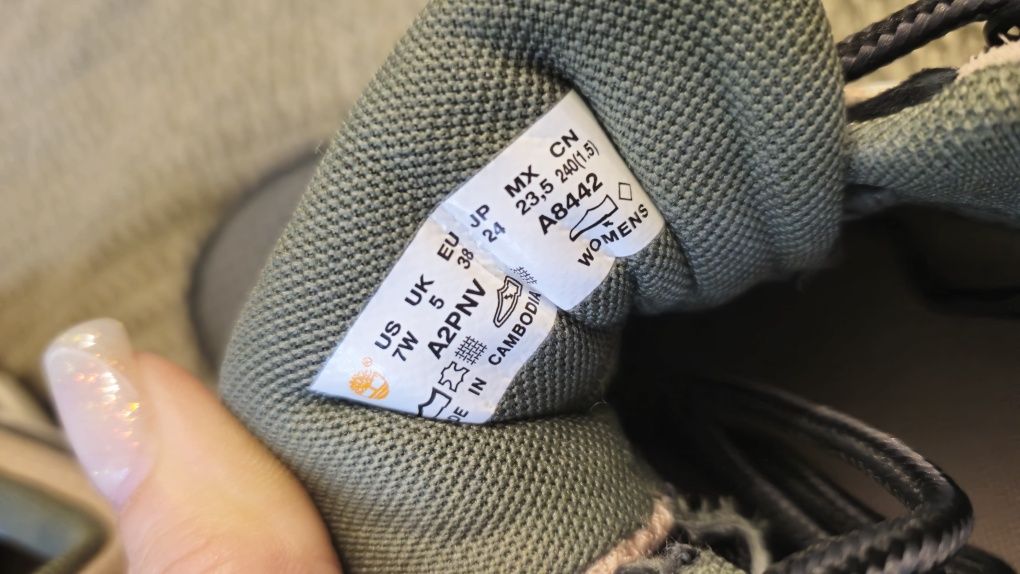 US UK EU JP MX CN
7W 5 38 24 23,5 240(1.5)
A2PNV A8442
WOMENS
DE IN CAMBODIA
®